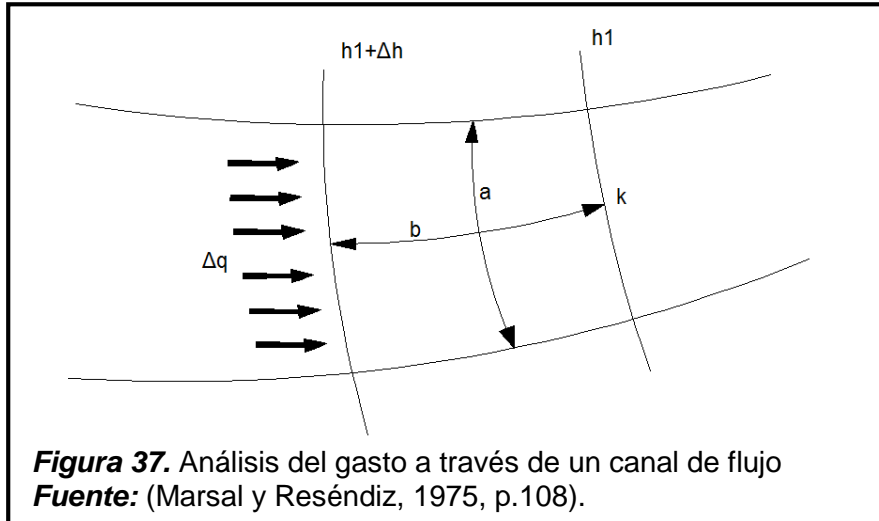 h1+Δh
h1
a
k
b
Δq
Figura 37. Análisis del gasto a través de un canal de flujo
Fuente: (Marsal y Reséndiz, 1975, p.108).